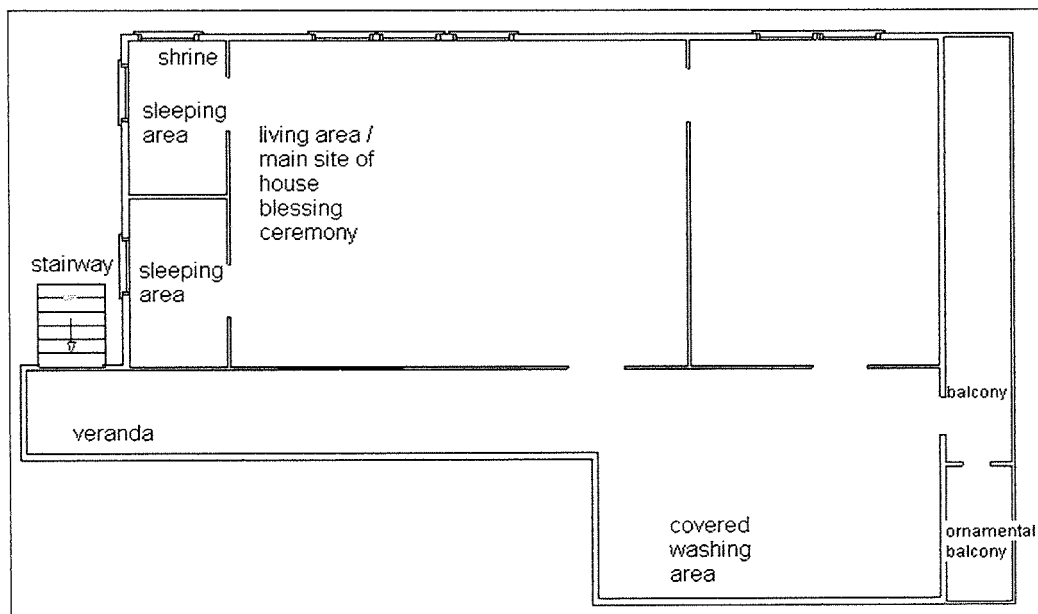 shrine
sleeping
area
living area /
main site of
house
blessing
ceremony
stairway
sleeping
area
balcony
veranda
covered
washing
area
ornamental
balcony